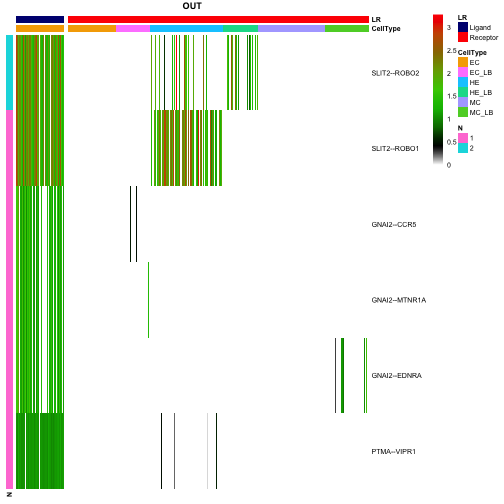 OUT
LR
CellType
SLIT2--ROBO2
SLIT2--ROBO1
GNAI2--CCR5
GNAI2--MTNR1A
GNAI2--EDNRA
PTMA--VIPR1
N
3
2.5
2
1.5
1
0.5
0
LR
Ligand
Receptor
CellType
EC
EC_LB
HE
HE_LB
MC
MC_LB
N
1
2